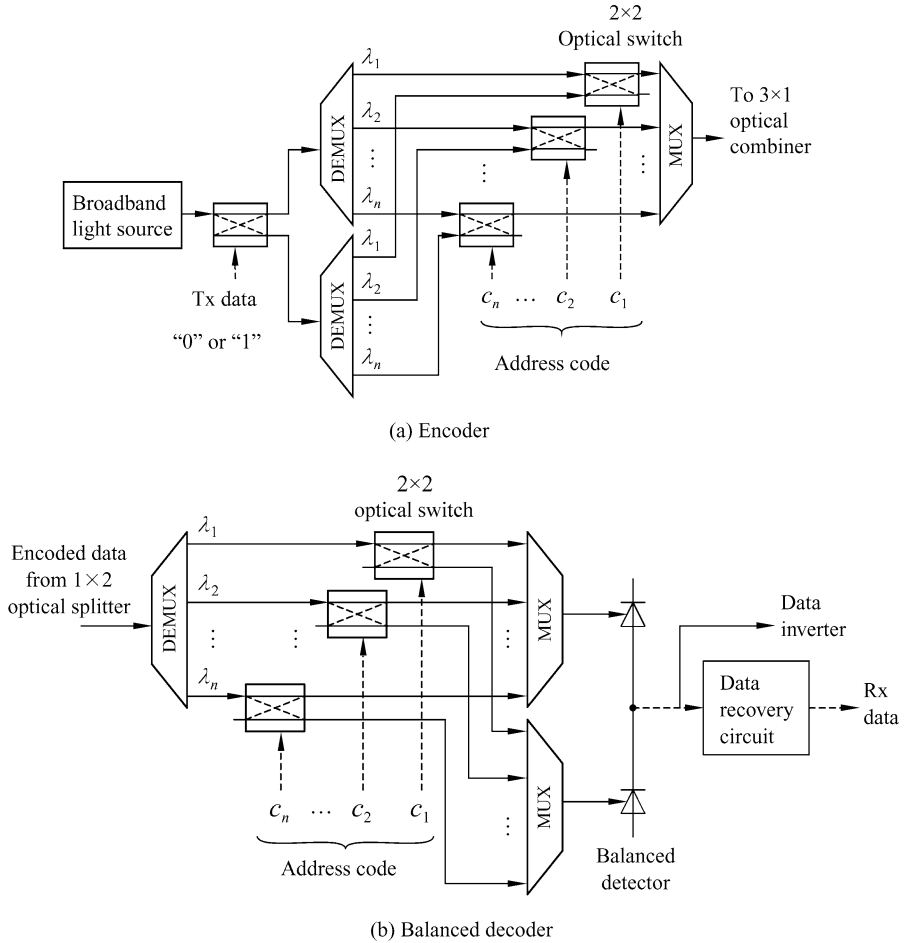 2×2
Optical switch
λ1
λ2
⋯
λn
DEMUX
MUX
To 3×1
optical
combiner
Broadband
light source
Tx data
“0” or “1”
λ1
λ2
⋯
λn
DEMUX
⋯
⋯
cn ⋯ c2 c1
Address code
(a) Encoder
2×2
optical switch
Encoded data
from 1×2
optical splitter
DEMUX
λ1
λ2
⋮
⋮
⋮
λn
MUX
MUX
⋮
cn ⋯ c2 c1
Address code
Data
inverter
Data
recovery
circuit
Rx
data
Balanced
detector
(b) Balanced decoder